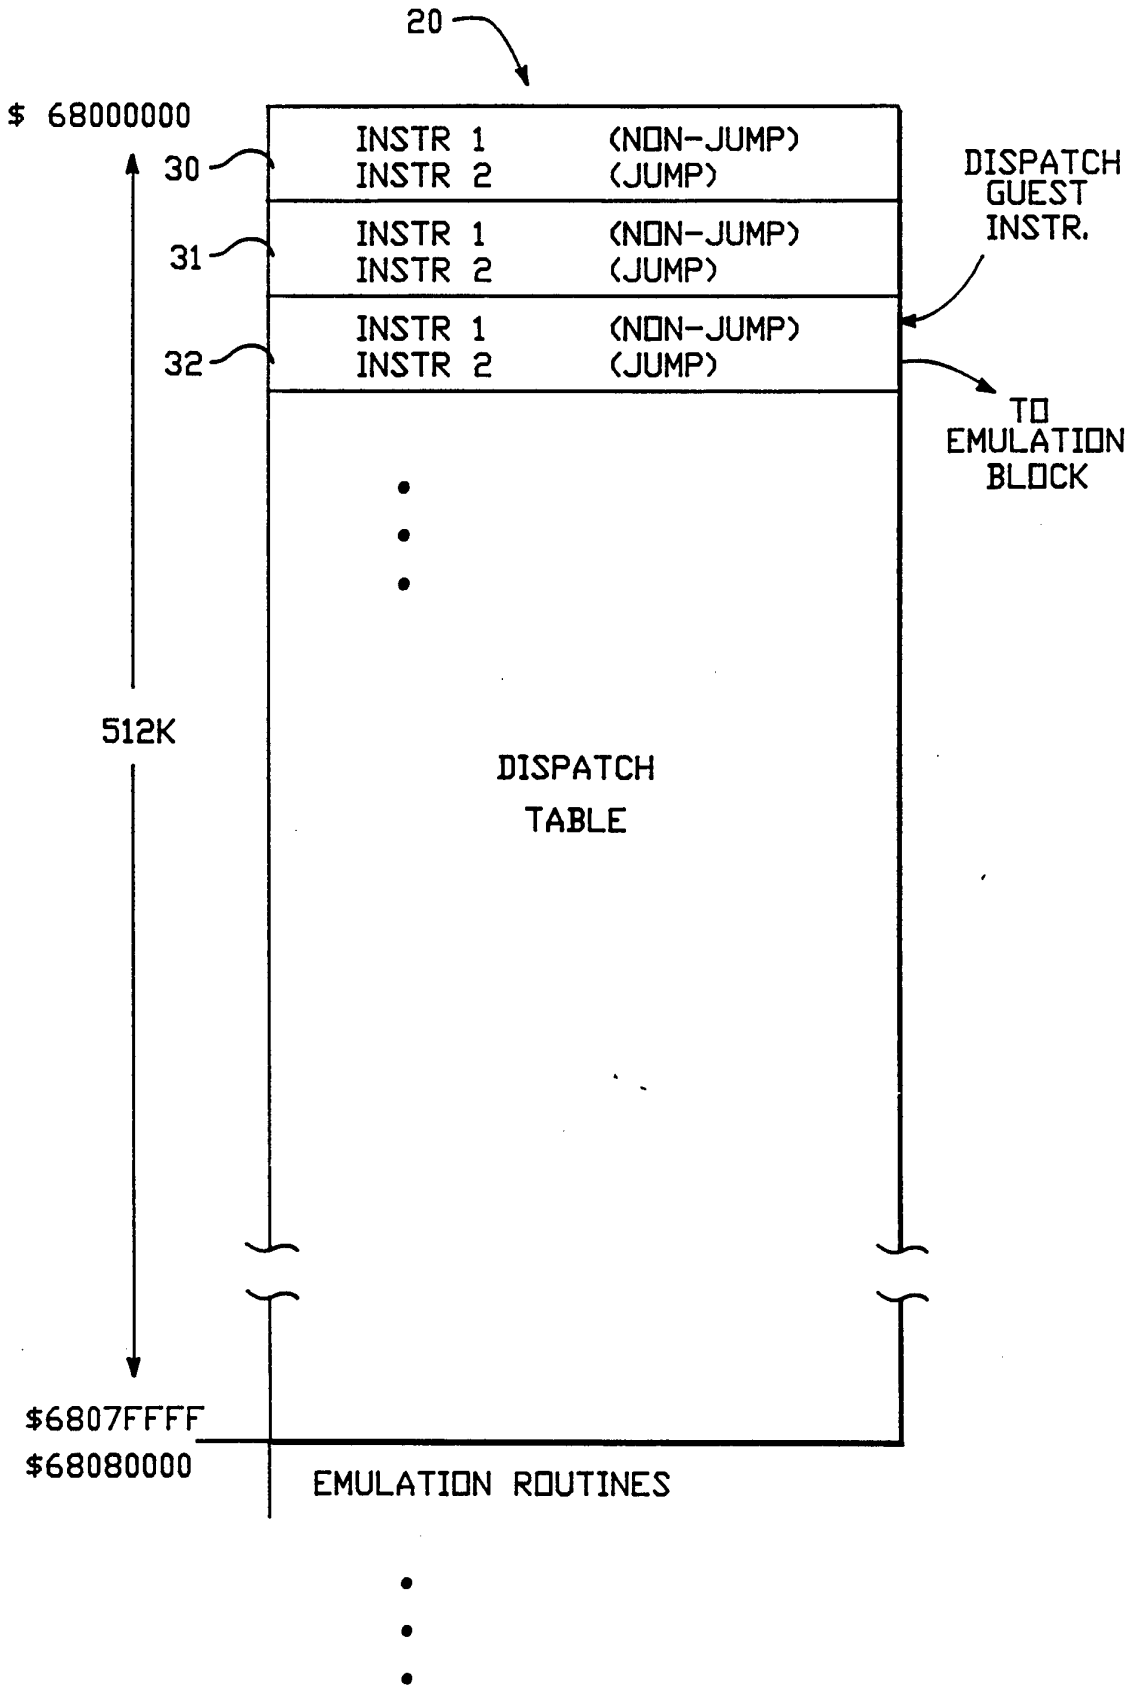 20
$ 68000000
30
INSTR 1 (NON-JUMP)
INSTR 2 (JUMP)
31
INSTR 1 (NON-JUMP)
INSTR 2 (JUMP)
32
INSTR 1 (NON-JUMP)
INSTR 2 (JUMP)
DISPATCH
GUEST
INSTR.
TO
EMULATION
BLOCK
512K
DISPATCH
TABLE
$6807FFFF
$68080000
EMULATION ROUTINES